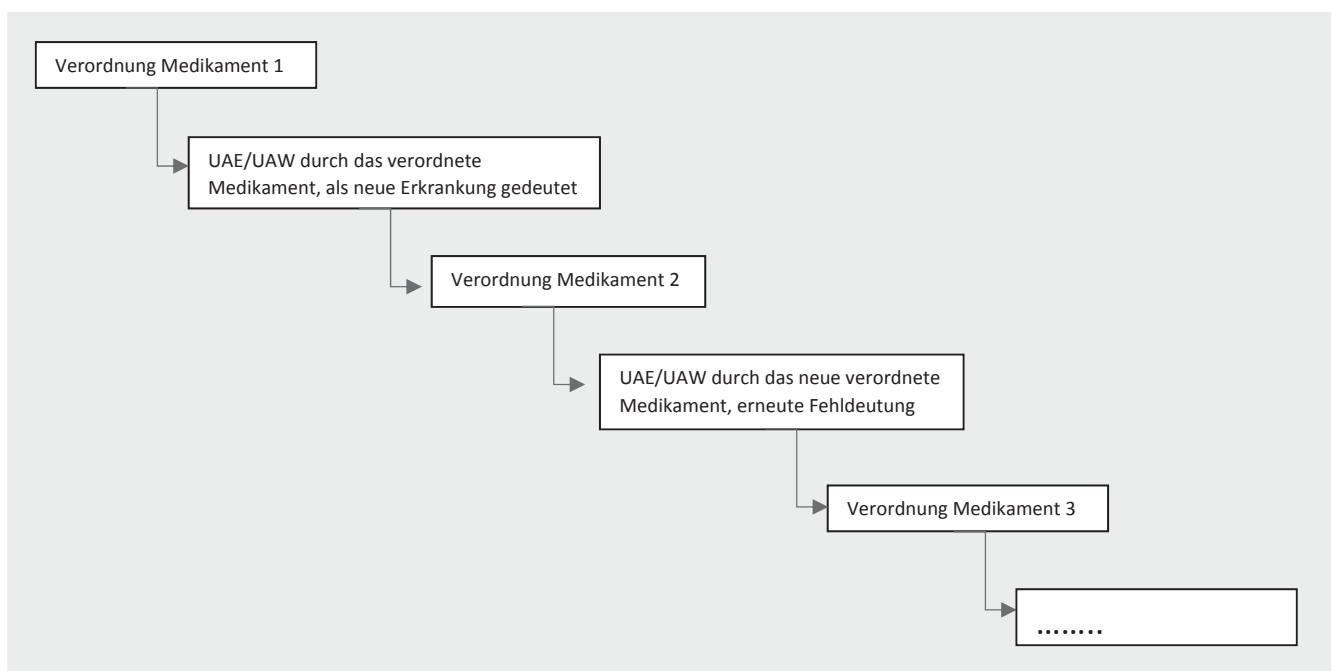 Verordnung Medikament 1
UAE/UAW durch das verordnete
Medikament, als neue Erkrankung gedeutet
Verordnung Medikament 2
UAE/UAW durch das neue verordnete
Medikament, erneute Fehldeutung
Verordnung Medikament 3
........